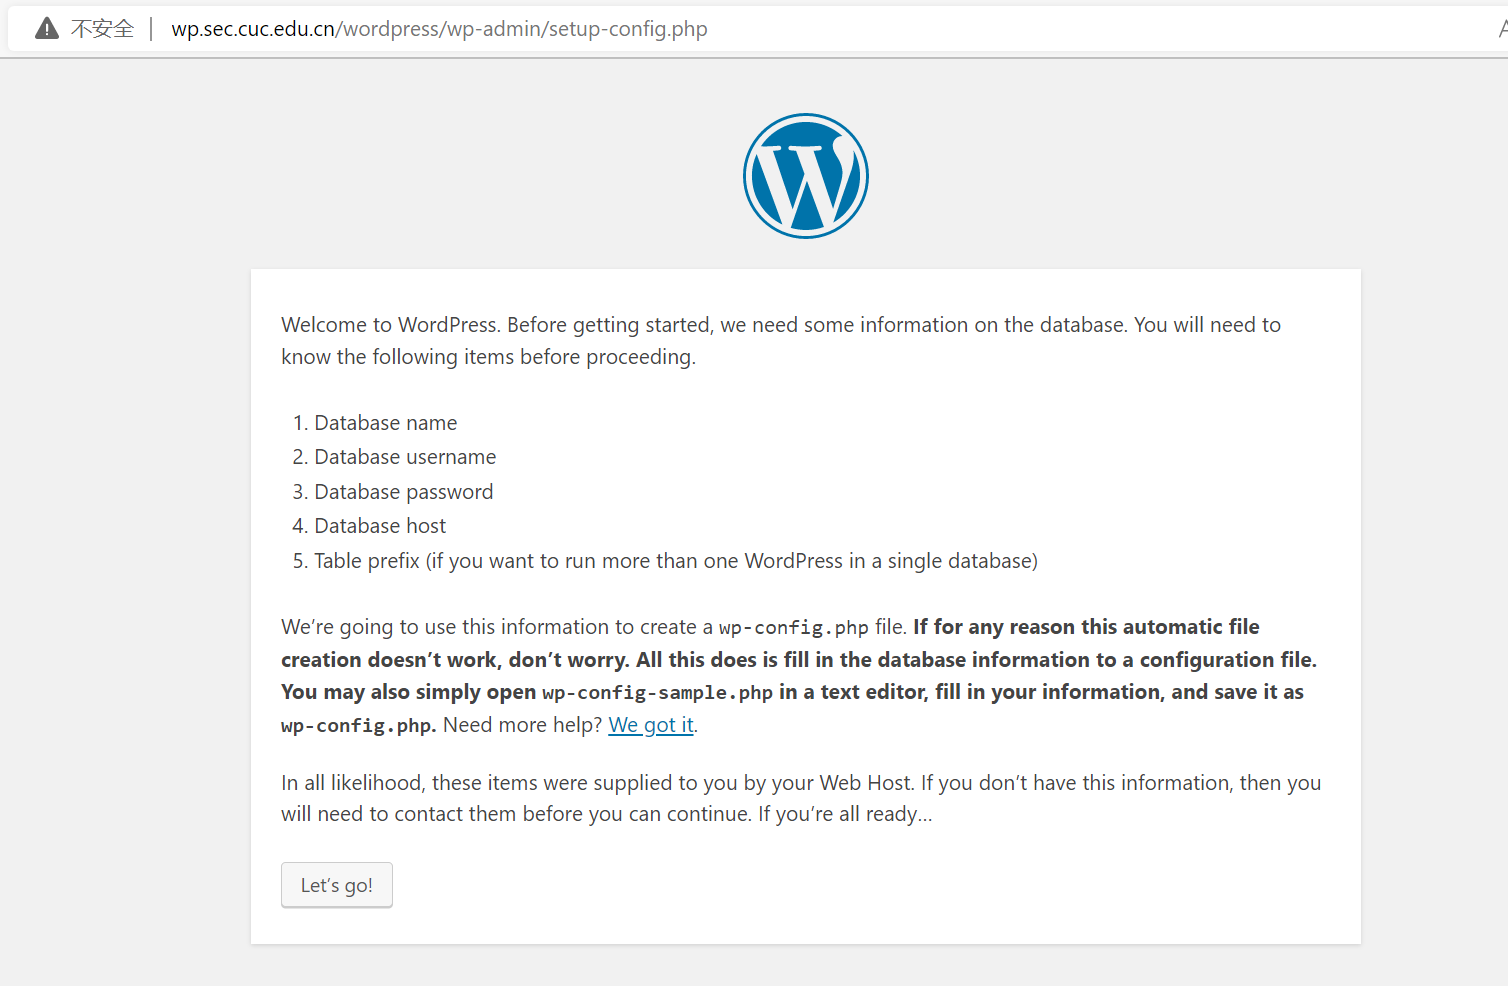 不安全 | wp.sec.cuc.edu.cn/wordpress/wp-admin/setup-config.php
Welcome to WordPress. Before getting started, we need some information on the database. You will need to
know the following items before proceeding.
1. Database name
2. Database username
3. Database password
4. Database host
5. Table prefix (if you want to run more than one WordPress in a single database)
We’re going to use this information to create a wp-config.php file. If for any reason this automatic file
creation doesn’t work, don’t worry. All this does is fill in the database information to a configuration file.
You may also simply open wp-config-sample.php in a text editor, fill in your information, and save it as
wp-config.php. Need more help? We got it.
In all likelihood, these items were supplied to you by your Web Host. If you don’t have this information, then you
will need to contact them before you can continue. If you’re all ready…
Let’s go!